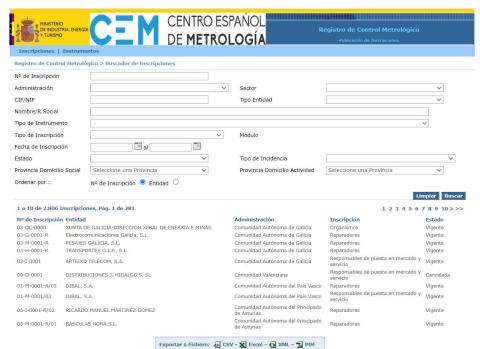 MINISTERIO
DE INDUSTRIA, ENERGÍA
Y TURISMO
CEM
CENTRO ESPAÑOL
DE METROLOGÍA
Registro de Control Metrológico
Publicación de Inscripciones
Inscripciones | Instrumentos
Registro de Control Metrológico > Buscador de Inscripciones
Nº de Inscripción
Administración Sector
CIF/NIF Tipo Entidad
Nombre/R.Social
Tipo de Instrumento
Tipo de Inscripción Modulo
Fecha de Inscripción al
Estado Tipo de Incidencia
Provincia Domicilio Social Seleccione una Provincia Provincia Domicilio Actividad Seleccione una Provincia
Ordenar por : Nº de Inscripción Entidad
Limpiar Buscar
1 a 10 de 2.806 Inscripciones, Pág. 1 de 281 1 2 3 4 5 6 7 8 9 10 > >>
Nº de Inscripción Entidad Administración Inscripción Estado
03-OC-0000 XUNTA DE GALICIA-DIRECCION XERAL DE ENERXIA E MINAS Comunidad Autónoma de Galicia Organismos Vigente
03-G-0001-R Electrocomunicaciones Galicia, S.L. Comunidad Autónoma de Galicia Reparadores Vigente
03-M-0001-R PESAJES GALICIA, S.L. Comunidad Autónoma de Galicia Reparadores Vigente
03-H-0001-R TRANSPORTES G.L.R., S.L. Comunidad Autónoma de Galicia Reparadores Vigente
03-I-0001 ARTEIXO TELECOM, S.A. Comunidad Autónoma de Galicia Responsables de puesta en mercado y servicio Vigente
09-D-0001 DISTRIBUCIONES J. HIDALGO'S, SL Comunidad Valenciana Responsables de puesta en mercado y servicio Cancelada
01-M-0001-R/03 DIBAL, S.A. Comunidad Autónoma del País Vasco Reparadores Vigente
01-M-0001/03 DIBAL, S.A. Comunidad Autónoma del País Vasco Responsables de puesta en mercado y servicio Vigente
05-I-0001-R/02 RICARDO MANUEL MARTINEZ GOMEZ Comunidad Autónoma del Principado de Asturias Reparadores Vigente
05-M-0001-R/01 BASCULAS NORA,S.L. Comunidad Autónoma del Principado de Asturias Reparadores Vigente
Exportar a Fichero: CSV - Excel - XML - PDF